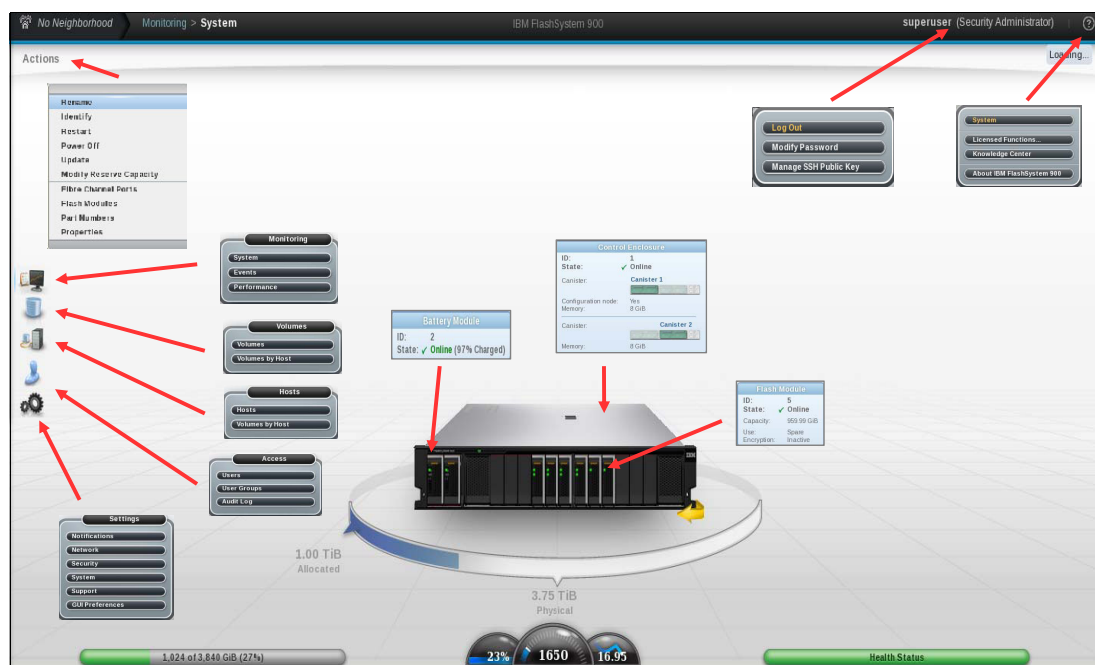 No Neighborhood
Monitoring > System
IBM FlashSystem 900
superuser (Security Administrator)
Actions
Loading...
Rename
Identify
Restart
Power Off
Update
Modify Reserve Capacity
Fibre Channel Ports
Flash Modules
Part Numbers
Properties
Log Out
Modify Password
Manage SSH Public Key
System
Licensed Functions...
Knowledge Center
About IBM FlashSystem 900
Monitoring
System
Events
Performance
Volumes
Volumes
Volumes by Host
Hosts
Hosts
Volumes by Host
Access
Users
User Groups
Audit Log
Settings
Notifications
Network
Security
System
Support
GUI Preferences
Battery Module
ID: 2
State: ✓ Online (97% Charged)
Control Enclosure
ID: 1
State: ✓ Online
Canister: Canister 1
Configuration node: Yes
Memory: 8 GiB
Canister: Canister 2
Memory: 8 GiB
Flash Module
ID: 5
State: ✓ Online
Capacity: 959.99 GiB
Use: Spare
Encryption: Inactive
IBM
1.00 TiB
Allocated
3.75 TiB
Physical
1,024 of 3,840 GiB (27%)
23%
1650
16.95
Health Status